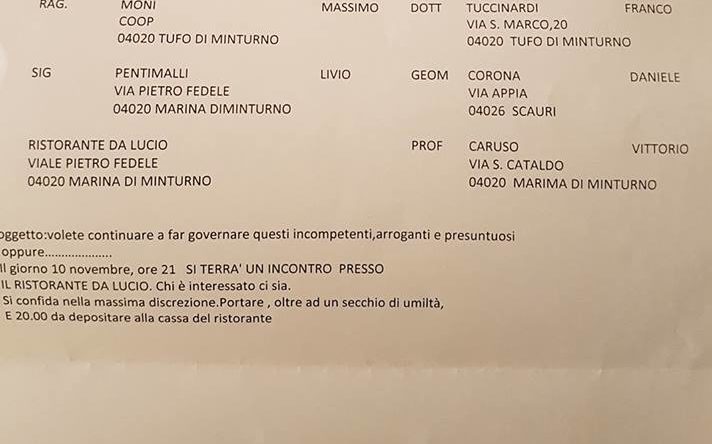 RAG. MONI MASSIMO DOTT TUCCINARDI FRANCO
COOP VIA S. MARCO,20
04020 TUFO DI MINTURNO 04020 TUFO DI MINTURNO
SIG PENTIMALLI LIVIO GEOM CORONA DANIELE
VIA PIETRO FEDELE VIA APPIA
04020 MARINA DIMINTURNO 04026 SCAURI
RISTORANTE DA LUCIO PROF CARUSO VITTORIO
VIALE PIETRO FEDELE VIA S. CATALDO
04020 MARINA DI MINTURNO 04020 MARIMA DI MINTURNO
oggetto:volete continuare a far governare questi incompetenti,arroganti e presuntuosi
oppure....................
Il giorno 10 novembre, ore 21 SI TERRA' UN INCONTRO PRESSO
IL RISTORANTE DA LUCIO. Chi è interessato ci sia.
Si confida nella massima discrezione.Portare , oltre ad un secchio di umiltà,
E 20.00 da depositare alla cassa del ristorante